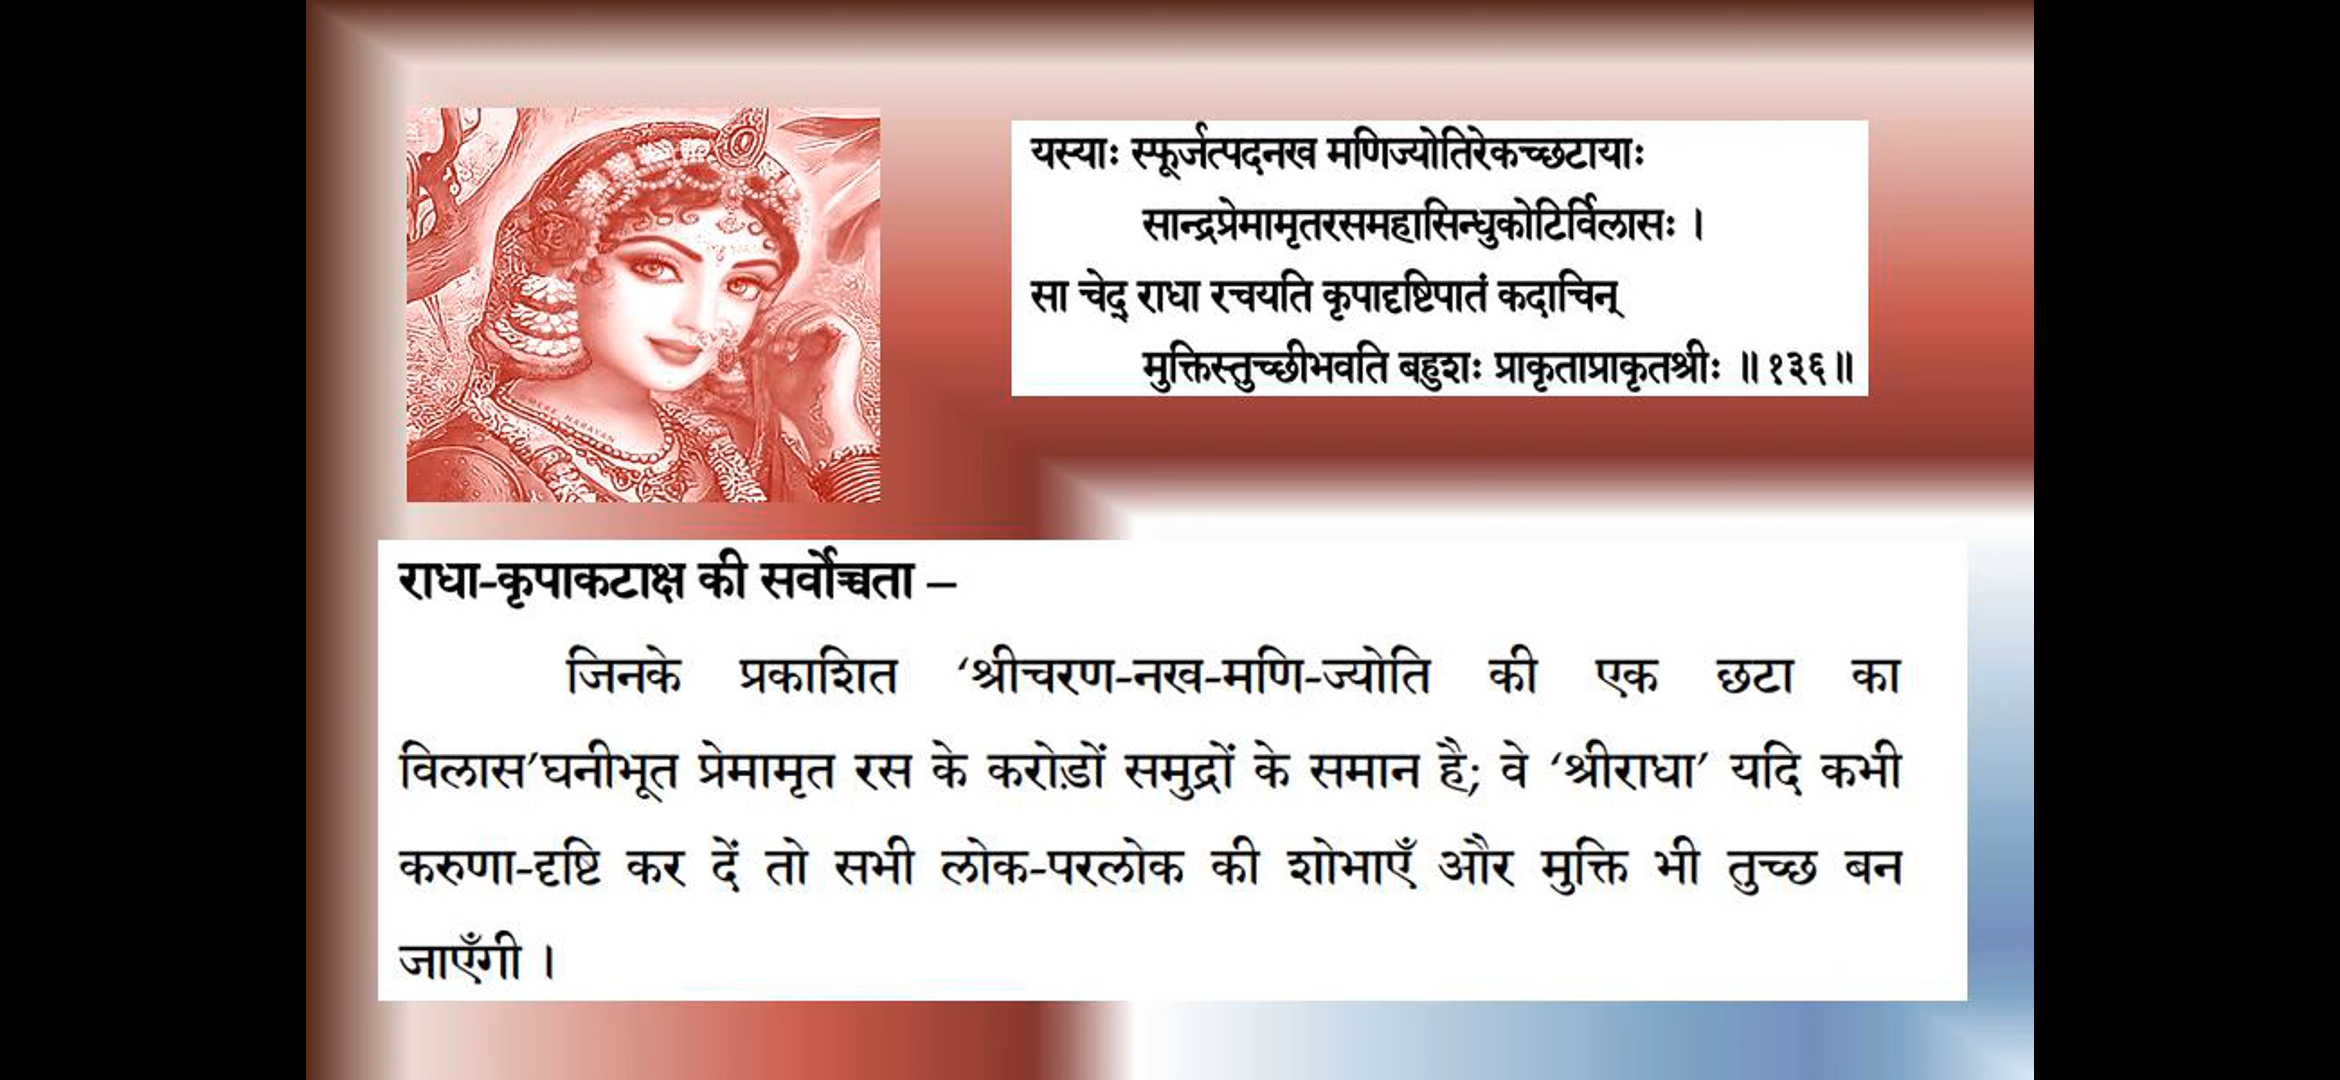 यस्याः स्फूर्जत्पदनख मणिज्योतिरेकच्छटायाः
सान्द्रप्रेमामृतरसमहासिन्धुकोटिर्विलासः ।
सा चेद् राधा रचयति कृपादृष्टिपातं कदाचिन्
मुक्तिस्तुच्छीभवति बहुशः प्राकृताप्राकृतश्रीः ॥१३६॥
राधा-कृपाकटाक्ष की सर्वोच्चता –
जिनके प्रकाशित ‘श्रीचरण-नख-मणि-ज्योति की एक छटा का
विलास’घनीभूत प्रेमामृत रस के करोड़ों समुद्रों के समान है; वे ‘श्रीराधा’ यदि कभी
करुणा-दृष्टि कर दें तो सभी लोक-परलोक की शोभाएँ और मुक्ति भी तुच्छ बन
जाएँगी ।